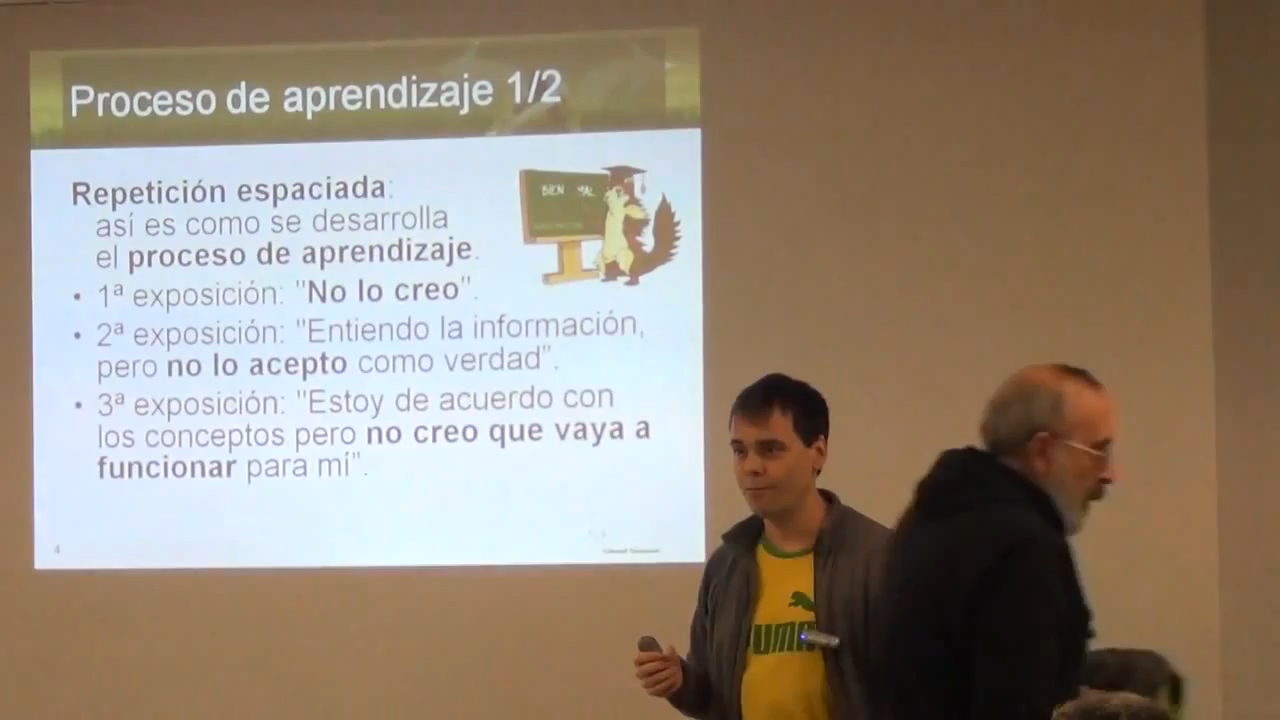 Proceso de aprendizaje 1/2
Repetición espaciada:
así es como se desarrolla
el proceso de aprendizaje.
• 1ª exposición: "No lo creo".
• 2ª exposición: "Entiendo la información,
pero no lo acepto como verdad".
• 3ª exposición: "Estoy de acuerdo con
los conceptos pero no creo que vaya a
funcionar para mí".
BIEN
4